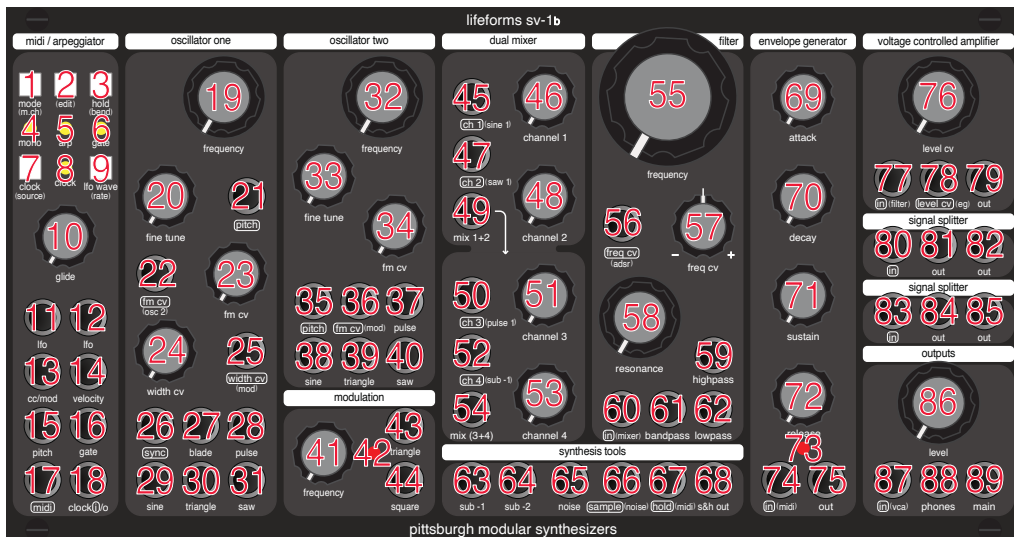 lifeforms sv-1b
midi / arpeggiator
oscillator one
oscillator two
dual mixer
filter
envelope generator
voltage controlled amplifier
1 2 3
mode (edit) hold
(m.ch) (bend)
4 5 6
mono arp gate
7 8 9
clock clock lfo wave
(source) (rate)
10
glide
11 12
lfo lfo
13 14
cc/mod velocity
15 16
pitch gate
17 18
midi clock(i)/o
19
frequency
20 21
fine tune pitch
22 23
fm cv fm cv
(osc 2)
24 25
width cv width cv
(mod)
26 27 28
sync blade pulse
29 30 31
sine triangle saw
32
frequency
33
fine tune
34
fm cv
35 36 37
pitch fm cv (mod) pulse
38 39 40
sine triangle saw
modulation
41 42 43
frequency triangle
44
square
45 46
ch 1 (sine 1) channel 1
47
ch 2 (saw 1)
48
channel 2
49
mix 1+2
50 51
ch 3 (pulse 1) channel 3
52
ch 4 (sub -1)
53
channel 4
54
mix (3+4)
55
frequency
56 57
freq cv
(adsr)
– +
freq cv
58
resonance
59
highpass
60 61 62
in (mixer) bandpass lowpass
synthesis tools
63 64 65 66 67 68
sub -1 sub -2 noise sample (noise) hold (midi) s&h out
69
attack
70
decay
71
sustain
72
release
73
74 75
in (midi) out
76
level cv
77 78 79
in (filter) level cv (eg) out
signal splitter
80 81 82
in out out
signal splitter
83 84 85
in out out
outputs
86
level
87 88 89
in (vca) phones main
pittsburgh modular synthesizers